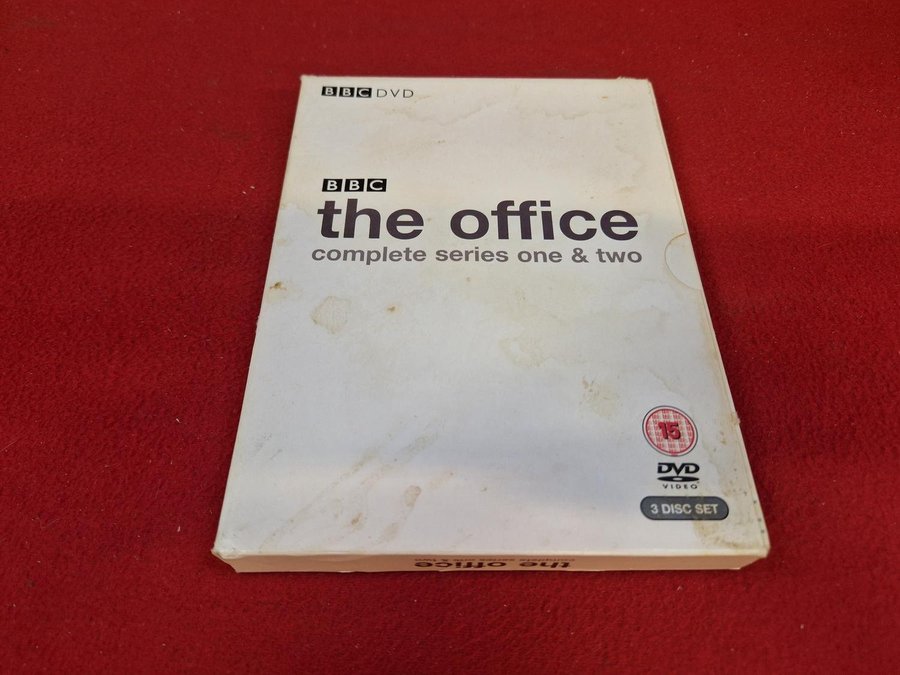 BBC DVD
BBC
the office
complete series one & two
15
DVD
VIDEO
3 DISC SET
the office
complete series one & two